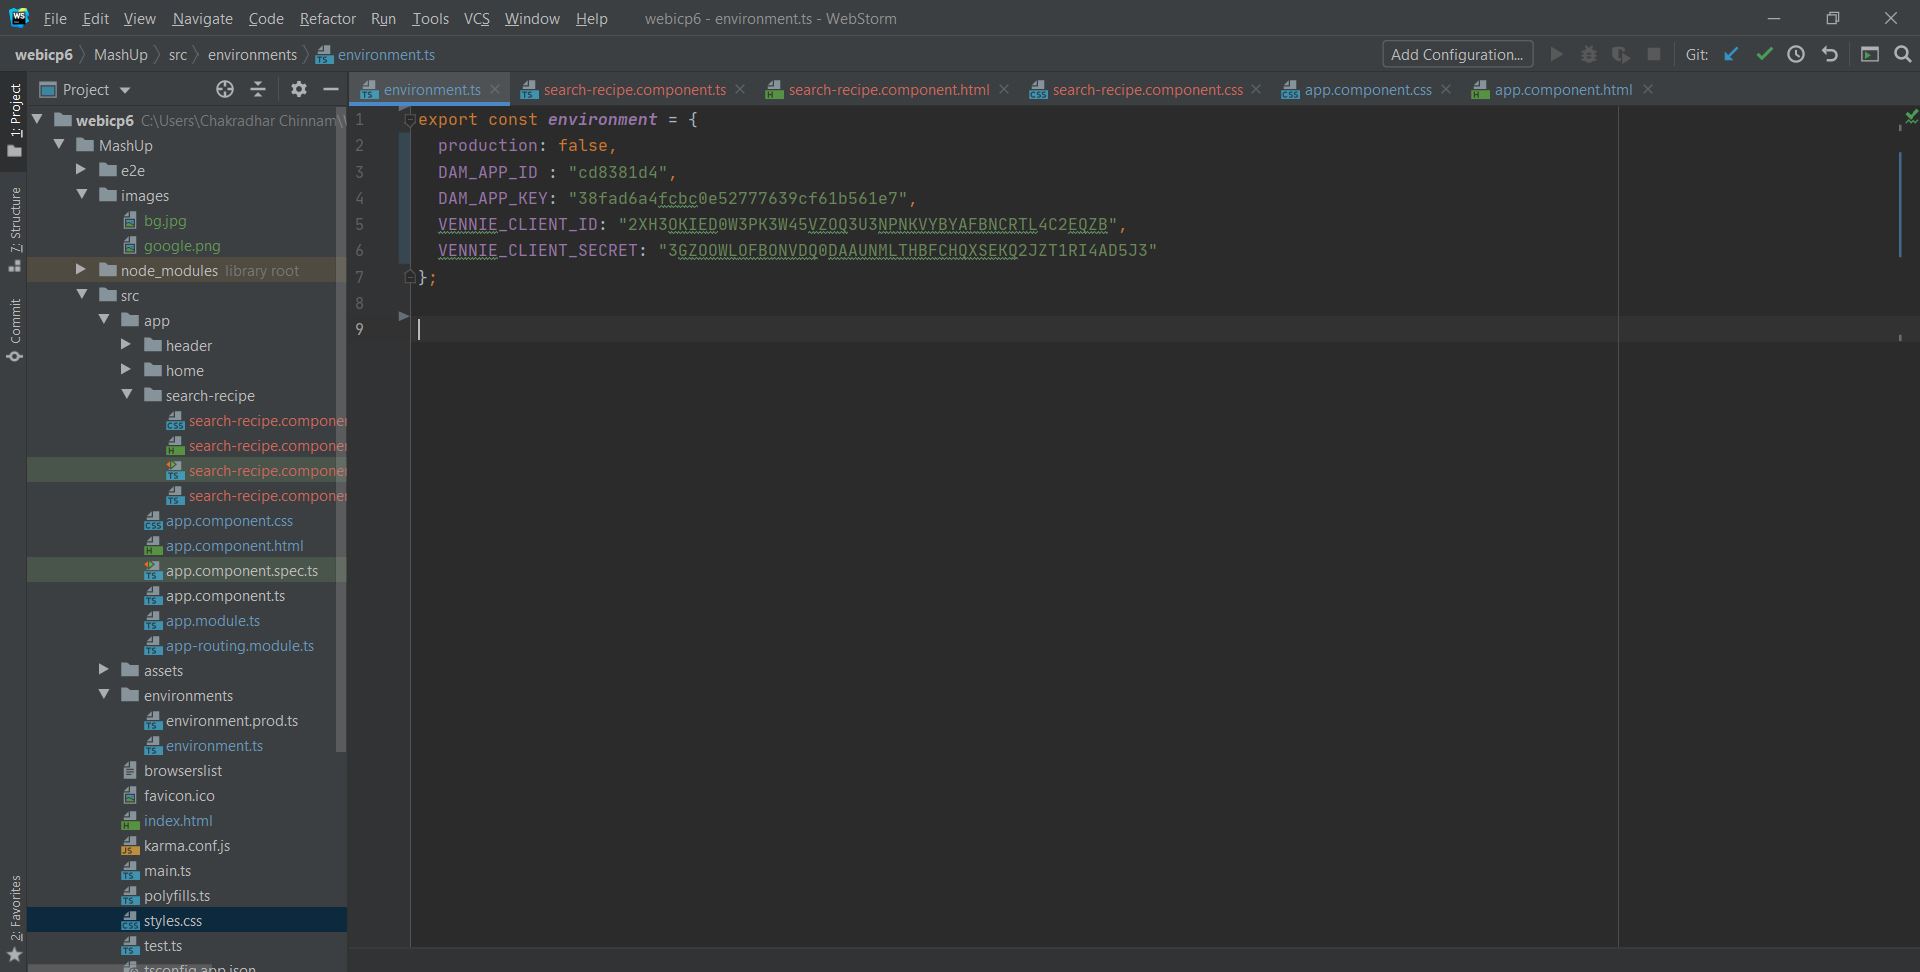 File Edit View Navigate Code Refactor Run Tools VCS Window Help webicp6 - environment.ts - WebStorm
webicp6 MashUp src environments environment.ts Add Configuration... Git:
Project
environment.ts search-recipe.component.ts search-recipe.component.html search-recipe.component.css app.component.css app.component.html
1 export const environment = {
2 production: false,
3 DAM_APP_ID : "cd8381d4",
4 DAM_APP_KEY: "38fad6a4fcbc0e52777639cf61b561e7",
5 VENNIE_CLIENT_ID: "2XH3OKIED0W3PK3W45VZOQ3U3NPNKVYBYAFBNCRTL4C2EQZB",
6 VENNIE_CLIENT_SECRET: "3GZOOWLOFBONVDQ0DAAUNMLTHBFCHQXSEKQ2JZT1RI4AD5J3"
7 };
8
9
webicp6 C:\Users\Chakradhar Chinnam\
MashUp
e2e
images
bg.jpg
google.png
node_modules library root
src
app
header
home
search-recipe
search-recipe.compone
search-recipe.compone
search-recipe.compone
search-recipe.compone
app.component.css
app.component.html
app.component.spec.ts
app.component.ts
app.module.ts
app-routing.module.ts
assets
environments
environment.prod.ts
environment.ts
browserslist
favicon.ico
index.html
karma.conf.js
main.ts
polyfills.ts
styles.css
test.ts
tsconfig.app.json
1: Project
7: Structure
Commit
2: Favorites